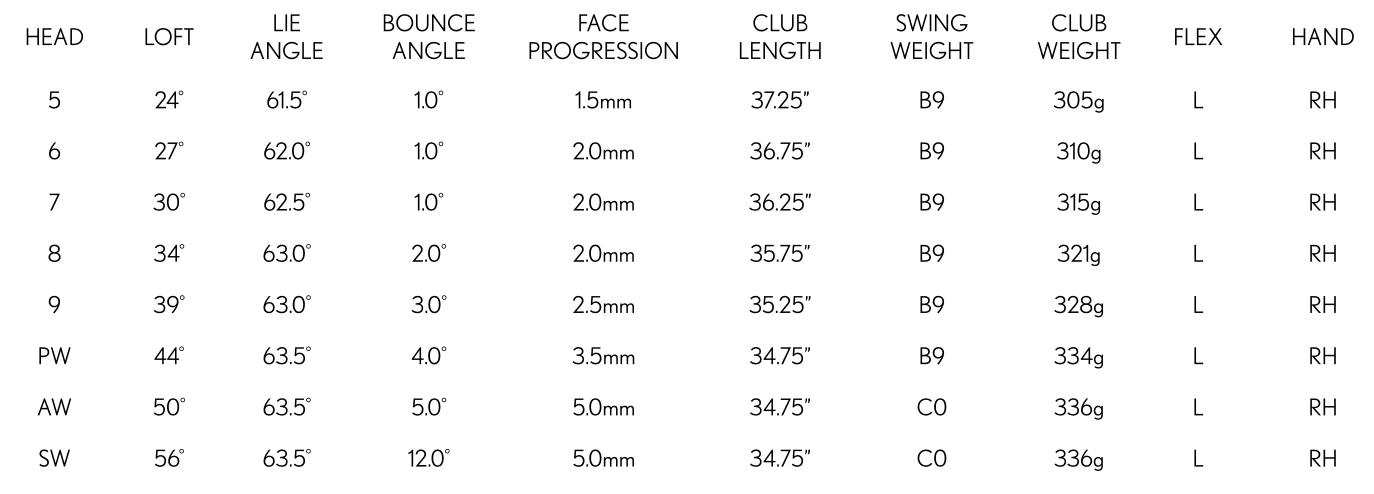 HEAD LOFT LIE ANGLE BOUNCE ANGLE FACE PROGRESSION CLUB LENGTH SWING WEIGHT CLUB WEIGHT FLEX HAND
5 24° 61.5° 1.0° 1.5mm 37.25" B9 305g L RH
6 27° 62.0° 1.0° 2.0mm 36.75" B9 310g L RH
7 30° 62.5° 1.0° 2.0mm 36.25" B9 315g L RH
8 34° 63.0° 2.0° 2.0mm 35.75" B9 321g L RH
9 39° 63.0° 3.0° 2.5mm 35.25" B9 328g L RH
PW 44° 63.5° 4.0° 3.5mm 34.75" B9 334g L RH
AW 50° 63.5° 5.0° 5.0mm 34.75" C0 336g L RH
SW 56° 63.5° 12.0° 5.0mm 34.75" C0 336g L RH